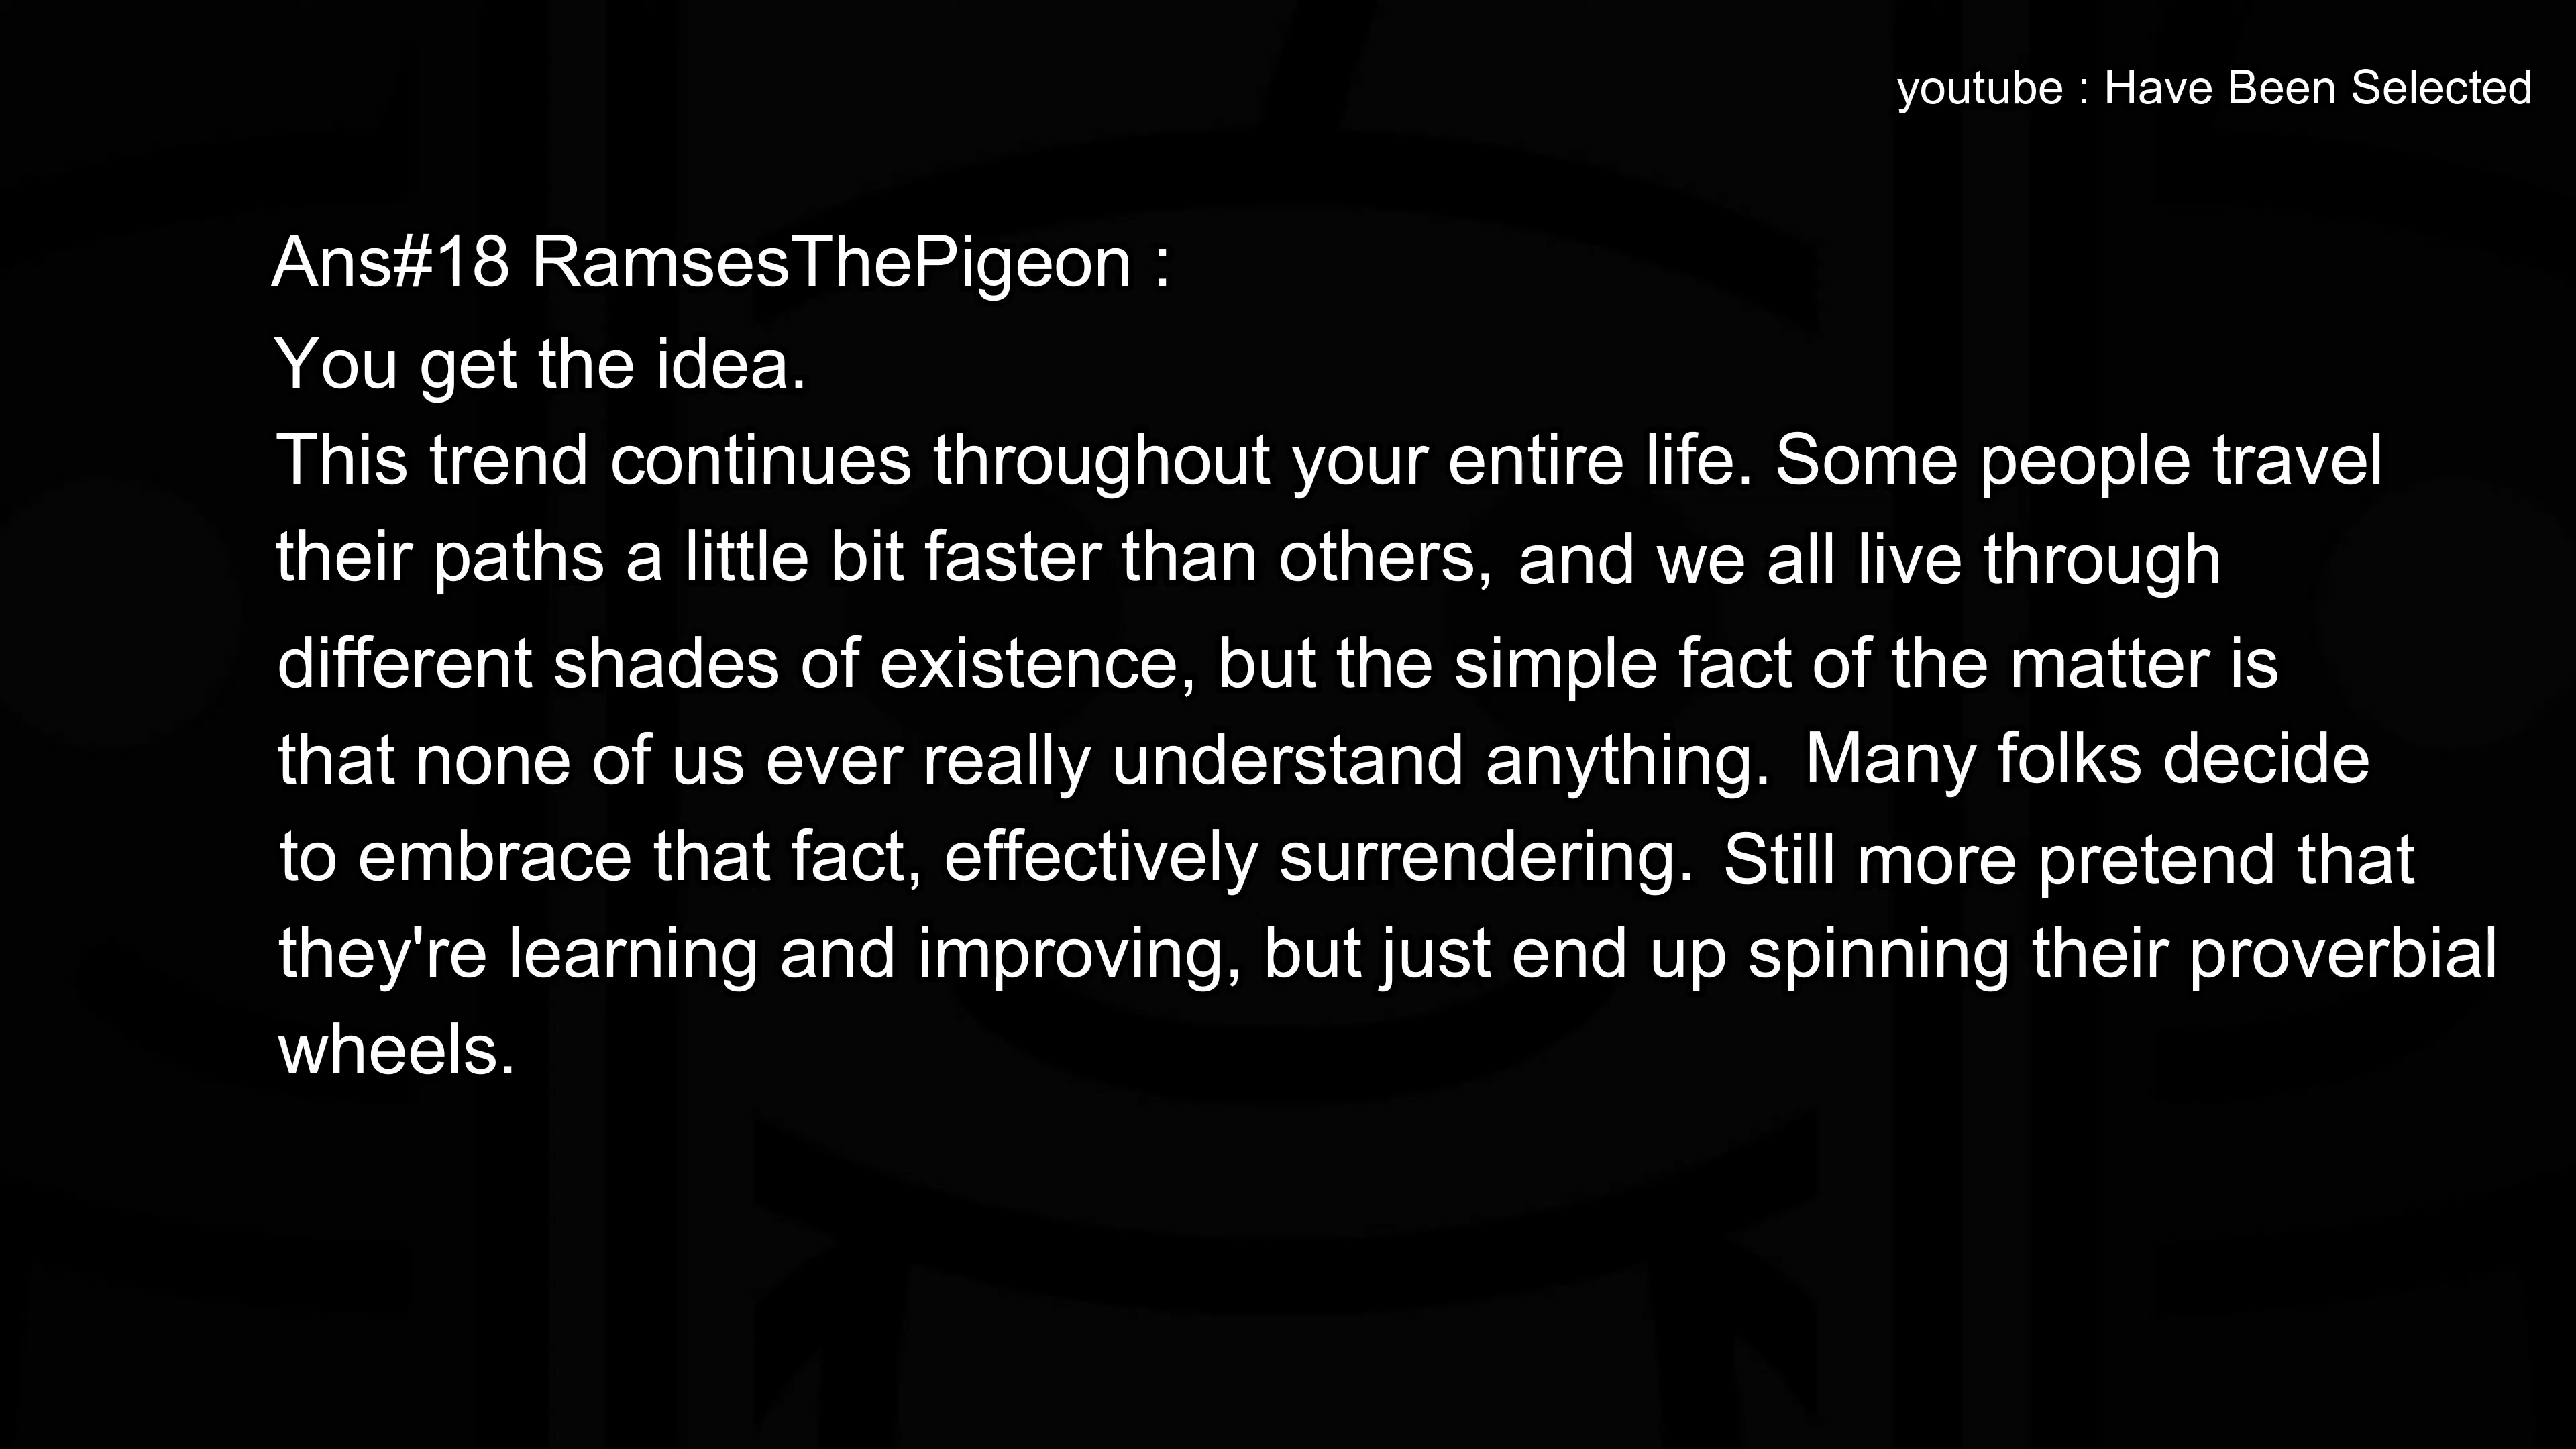 youtube : Have Been Selected
Ans#18 RamsesThePigeon :
You get the idea.
This trend continues throughout your entire life. Some people travel
their paths a little bit faster than others, and we all live through
different shades of existence, but the simple fact of the matter is
that none of us ever really understand anything. Many folks decide
to embrace that fact, effectively surrendering. Still more pretend that
they're learning and improving, but just end up spinning their proverbial
wheels.